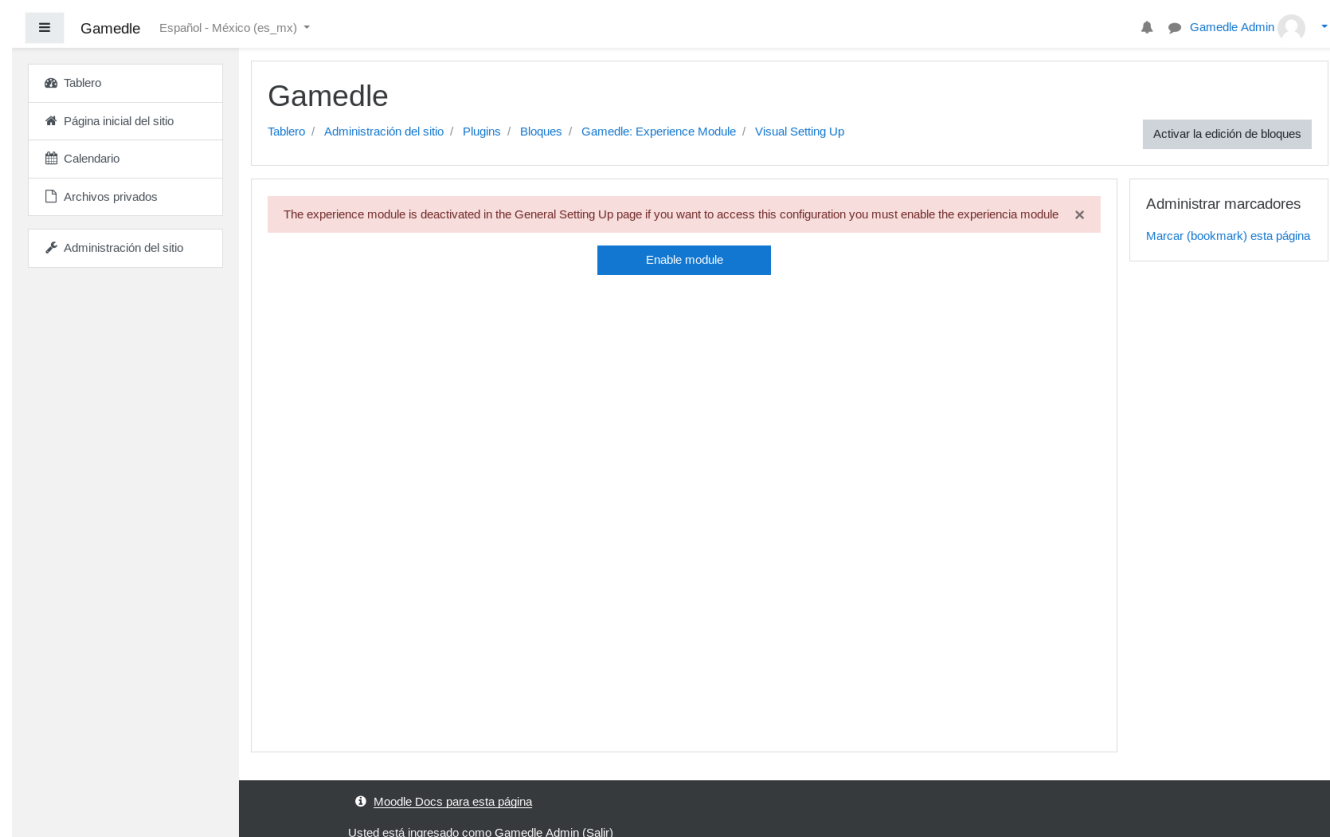 Gamedle
Español - México (es_mx)
Gamedle Admin
Tablero
Página inicial del sitio
Calendario
Archivos privados
Administración del sitio
Gamedle
Tablero / Administración del sitio / Plugins / Bloques / Gamedle: Experience Module / Visual Setting Up
Activar la edición de bloques
The experience module is deactivated in the General Setting Up page if you want to access this configuration you must enable the experiencia module ×
Enable module
Administrar marcadores
Marcar (bookmark) esta página
Moodle Docs para esta página
Usted está ingresado como Gamedle Admin (Salir)